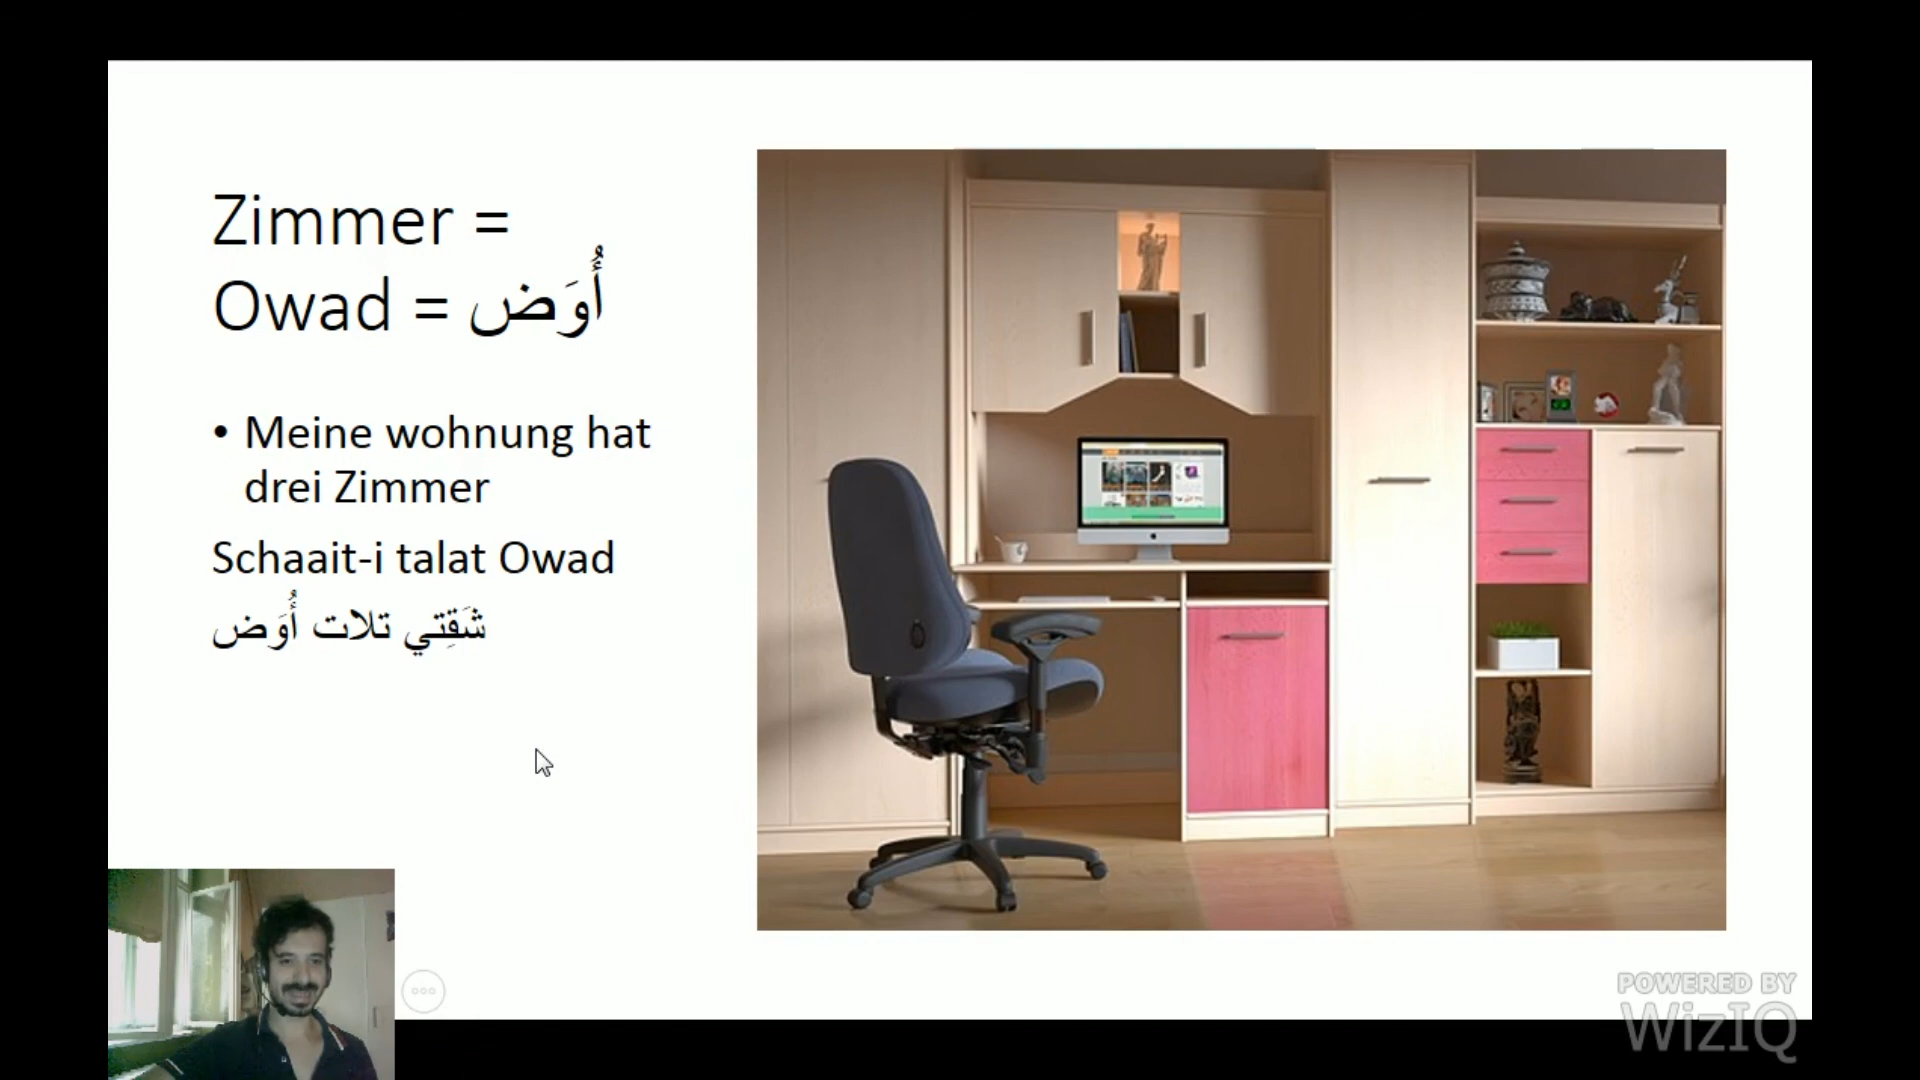 Zimmer =
Owad = أُوَض
• Meine wohnung hat
drei Zimmer
Schaait-i talat Owad
شَقِتي تلات أُوَض
POWERED BY
WizIQ